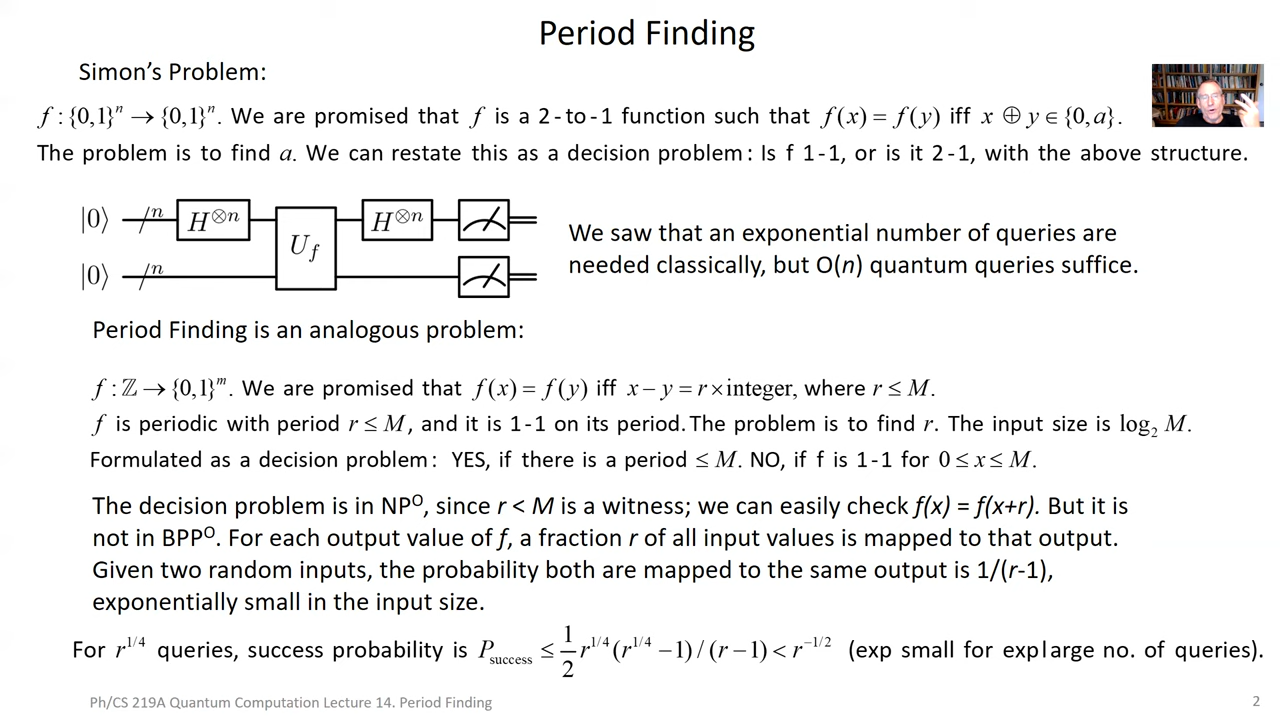 Period Finding
Simon's Problem:
f : {0,1}ⁿ → {0,1}ⁿ. We are promised that f is a 2-to-1 function such that f(x) = f(y) iff x ⊕ y ∈ {0,a}.
The problem is to find a. We can restate this as a decision problem: Is f 1-1, or is it 2-1, with the above structure.
|0⟩ n H⊗n U_f H⊗n
|0⟩ n
We saw that an exponential number of queries are
needed classically, but O(n) quantum queries suffice.
Period Finding is an analogous problem:
f : ℤ → {0,1}ᵐ. We are promised that f(x) = f(y) iff x − y = r × integer, where r ≤ M.
f is periodic with period r ≤ M, and it is 1-1 on its period. The problem is to find r. The input size is log₂ M.
Formulated as a decision problem: YES, if there is a period ≤ M. NO, if f is 1-1 for 0 ≤ x ≤ M.
The decision problem is in NPᴼ, since r < M is a witness; we can easily check f(x) = f(x+r). But it is
not in BPPᴼ. For each output value of f, a fraction r of all input values is mapped to that output.
Given two random inputs, the probability both are mapped to the same output is 1/(r-1),
exponentially small in the input size.
For r^{1/4} queries, success probability is P_success ≤ 1/2 r^{1/4}(r^{1/4} − 1) / (r − 1) < r^{−1/2} (exp small for exp large no. of queries).
Ph/CS 219A Quantum Computation Lecture 14. Period Finding
2